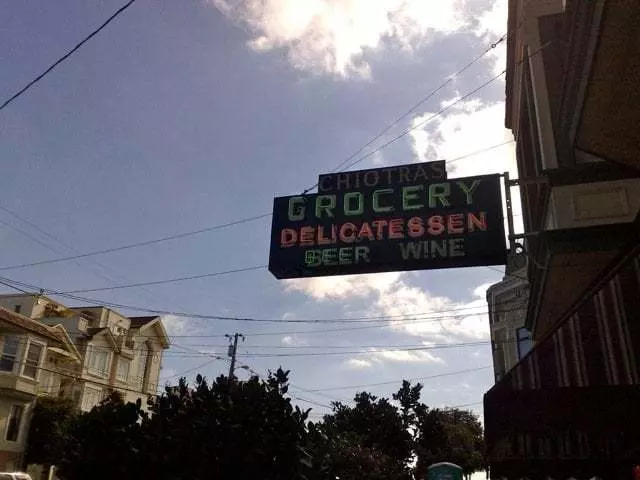 CHIOTRAS
GROCERY
DELICATESSEN
BEER WINE